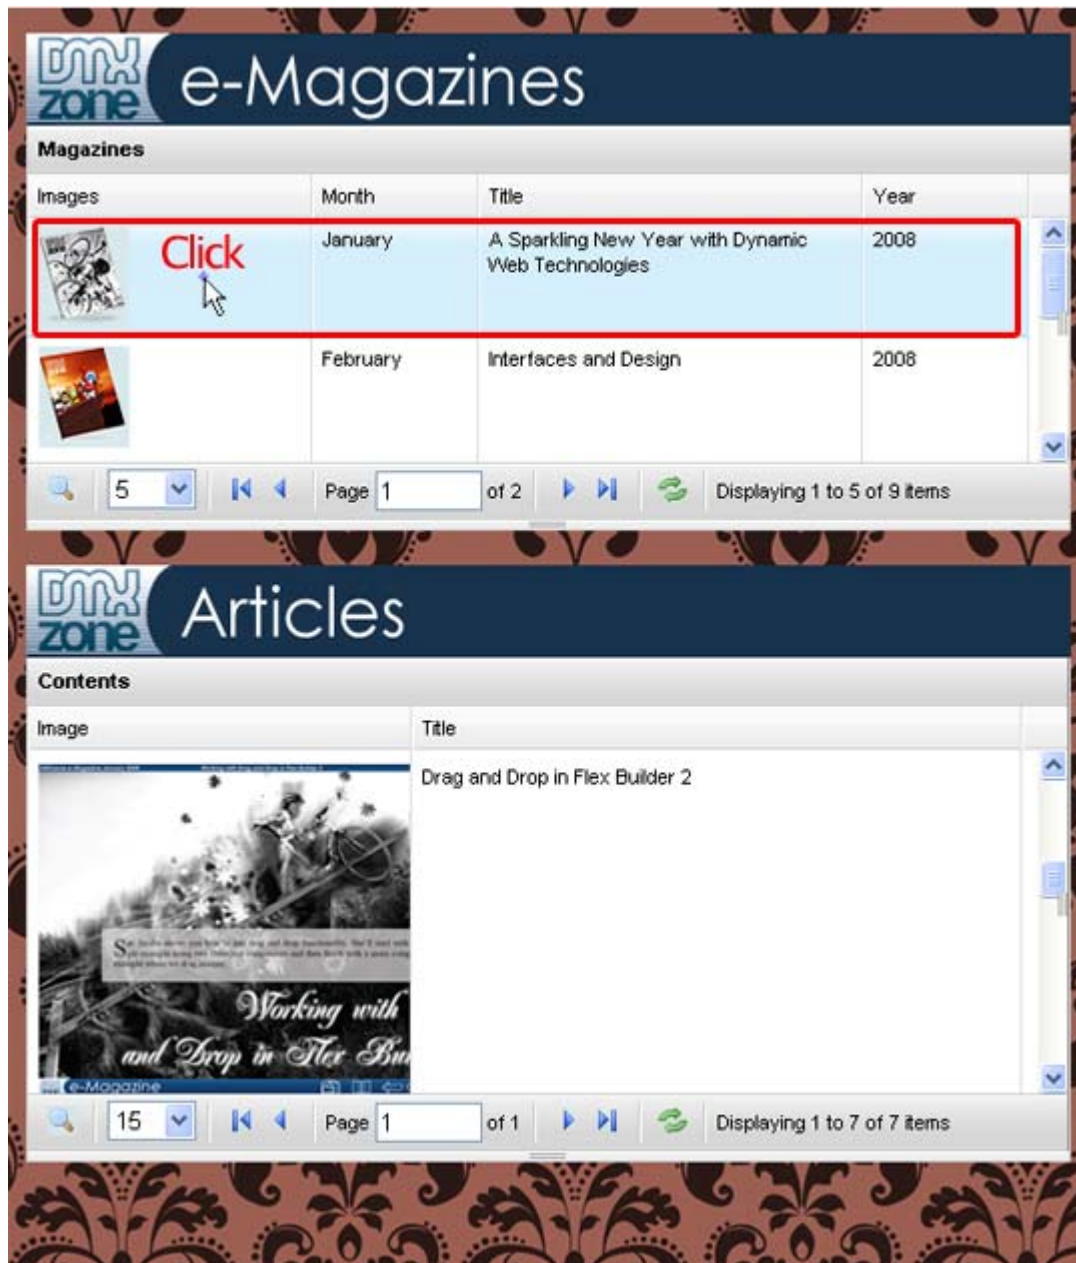 DMX
zone
e-Magazines
Magazines
Images Month Title Year
Click
January A Sparkling New Year with Dynamic 2008
Web Technologies
February Interfaces and Design 2008
5 Page 1 of 2 Displaying 1 to 5 of 9 items
DMX
zone
Articles
Contents
Image Title
Drag and Drop in Flex Builder 2
Working with
and Drop in Flex Bu
e-Magazine
15 Page 1 of 1 Displaying 1 to 7 of 7 items